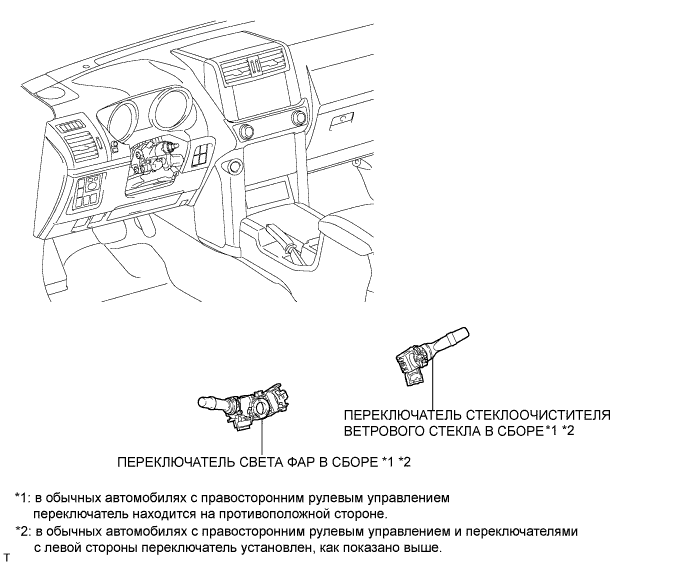 ПЕРЕКЛЮЧАТЕЛЬ СТЕКЛООЧИСТИТЕЛЯ
ВЕТРОВОГО СТЕКЛА В СБОРЕ *1 *2
ПЕРЕКЛЮЧАТЕЛЬ СВЕТА ФАР В СБОРЕ *1 *2
*1: в обычных автомобилях с правосторонним рулевым управлением
переключатель находится на противоположной стороне.
*2: в обычных автомобилях с правосторонним рулевым управлением и переключателями
с левой стороны переключатель установлен, как показано выше.
T